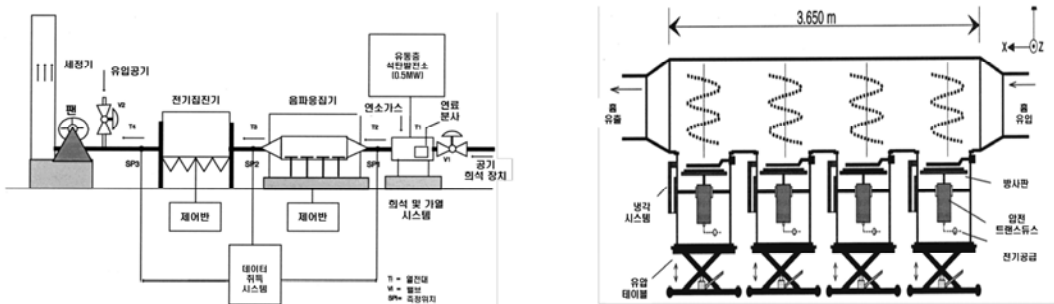 세정기
유입공기
팬
V2
전기집진기
음파응집기
유동층
석탄발전소
(0.5MW)
연소가스
연료
분사
T4
T3
T2
T1
SP3
SP2
SP1
V1
공기
희석 장치
제어반
제어반
희석 및 가열
시스템
데이터
취득
시스템
Ti = 열전대
Vi = 밸브
SPi= 측정위치
3.650 m
X
Z
흄
유출
흄
유입
냉각
시스템
방사판
압전
트랜스듀스
전기공급
유압
테이블